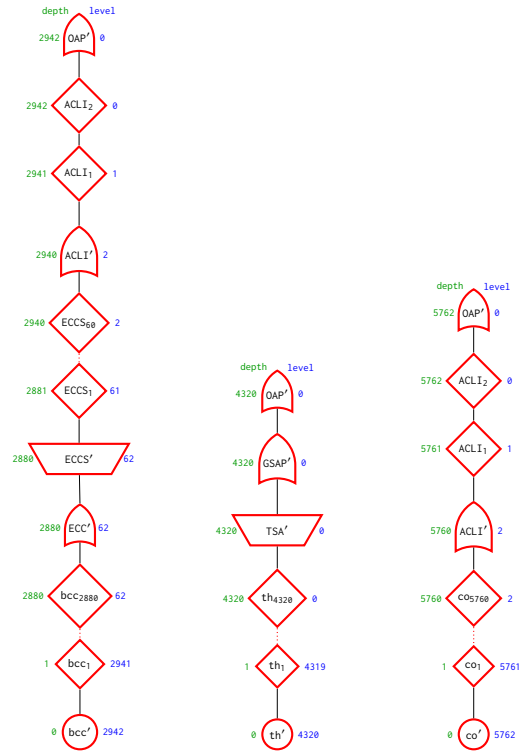 depth level
2942 OAP′ 0
2942 ACLI2 0
2941 ACLI1 1
2940 ACLI′ 2
2940 ECCS60 2
2881 ECCS1 61
2880 ECCS′ 62
2880 ECC′ 62
2880 bcc2880 62
1 bcc1 2941
0 bcc′ 2942
depth level
4320 OAP′ 0
4320 GSAP′ 0
4320 TSA′ 0
4320 th4320 0
1 th1 4319
0 th′ 4320
depth level
5762 OAP′ 0
5762 ACLI2 0
5761 ACLI1 1
5760 ACLI′ 2
5760 co5760 2
1 co1 5761
0 co′ 5762